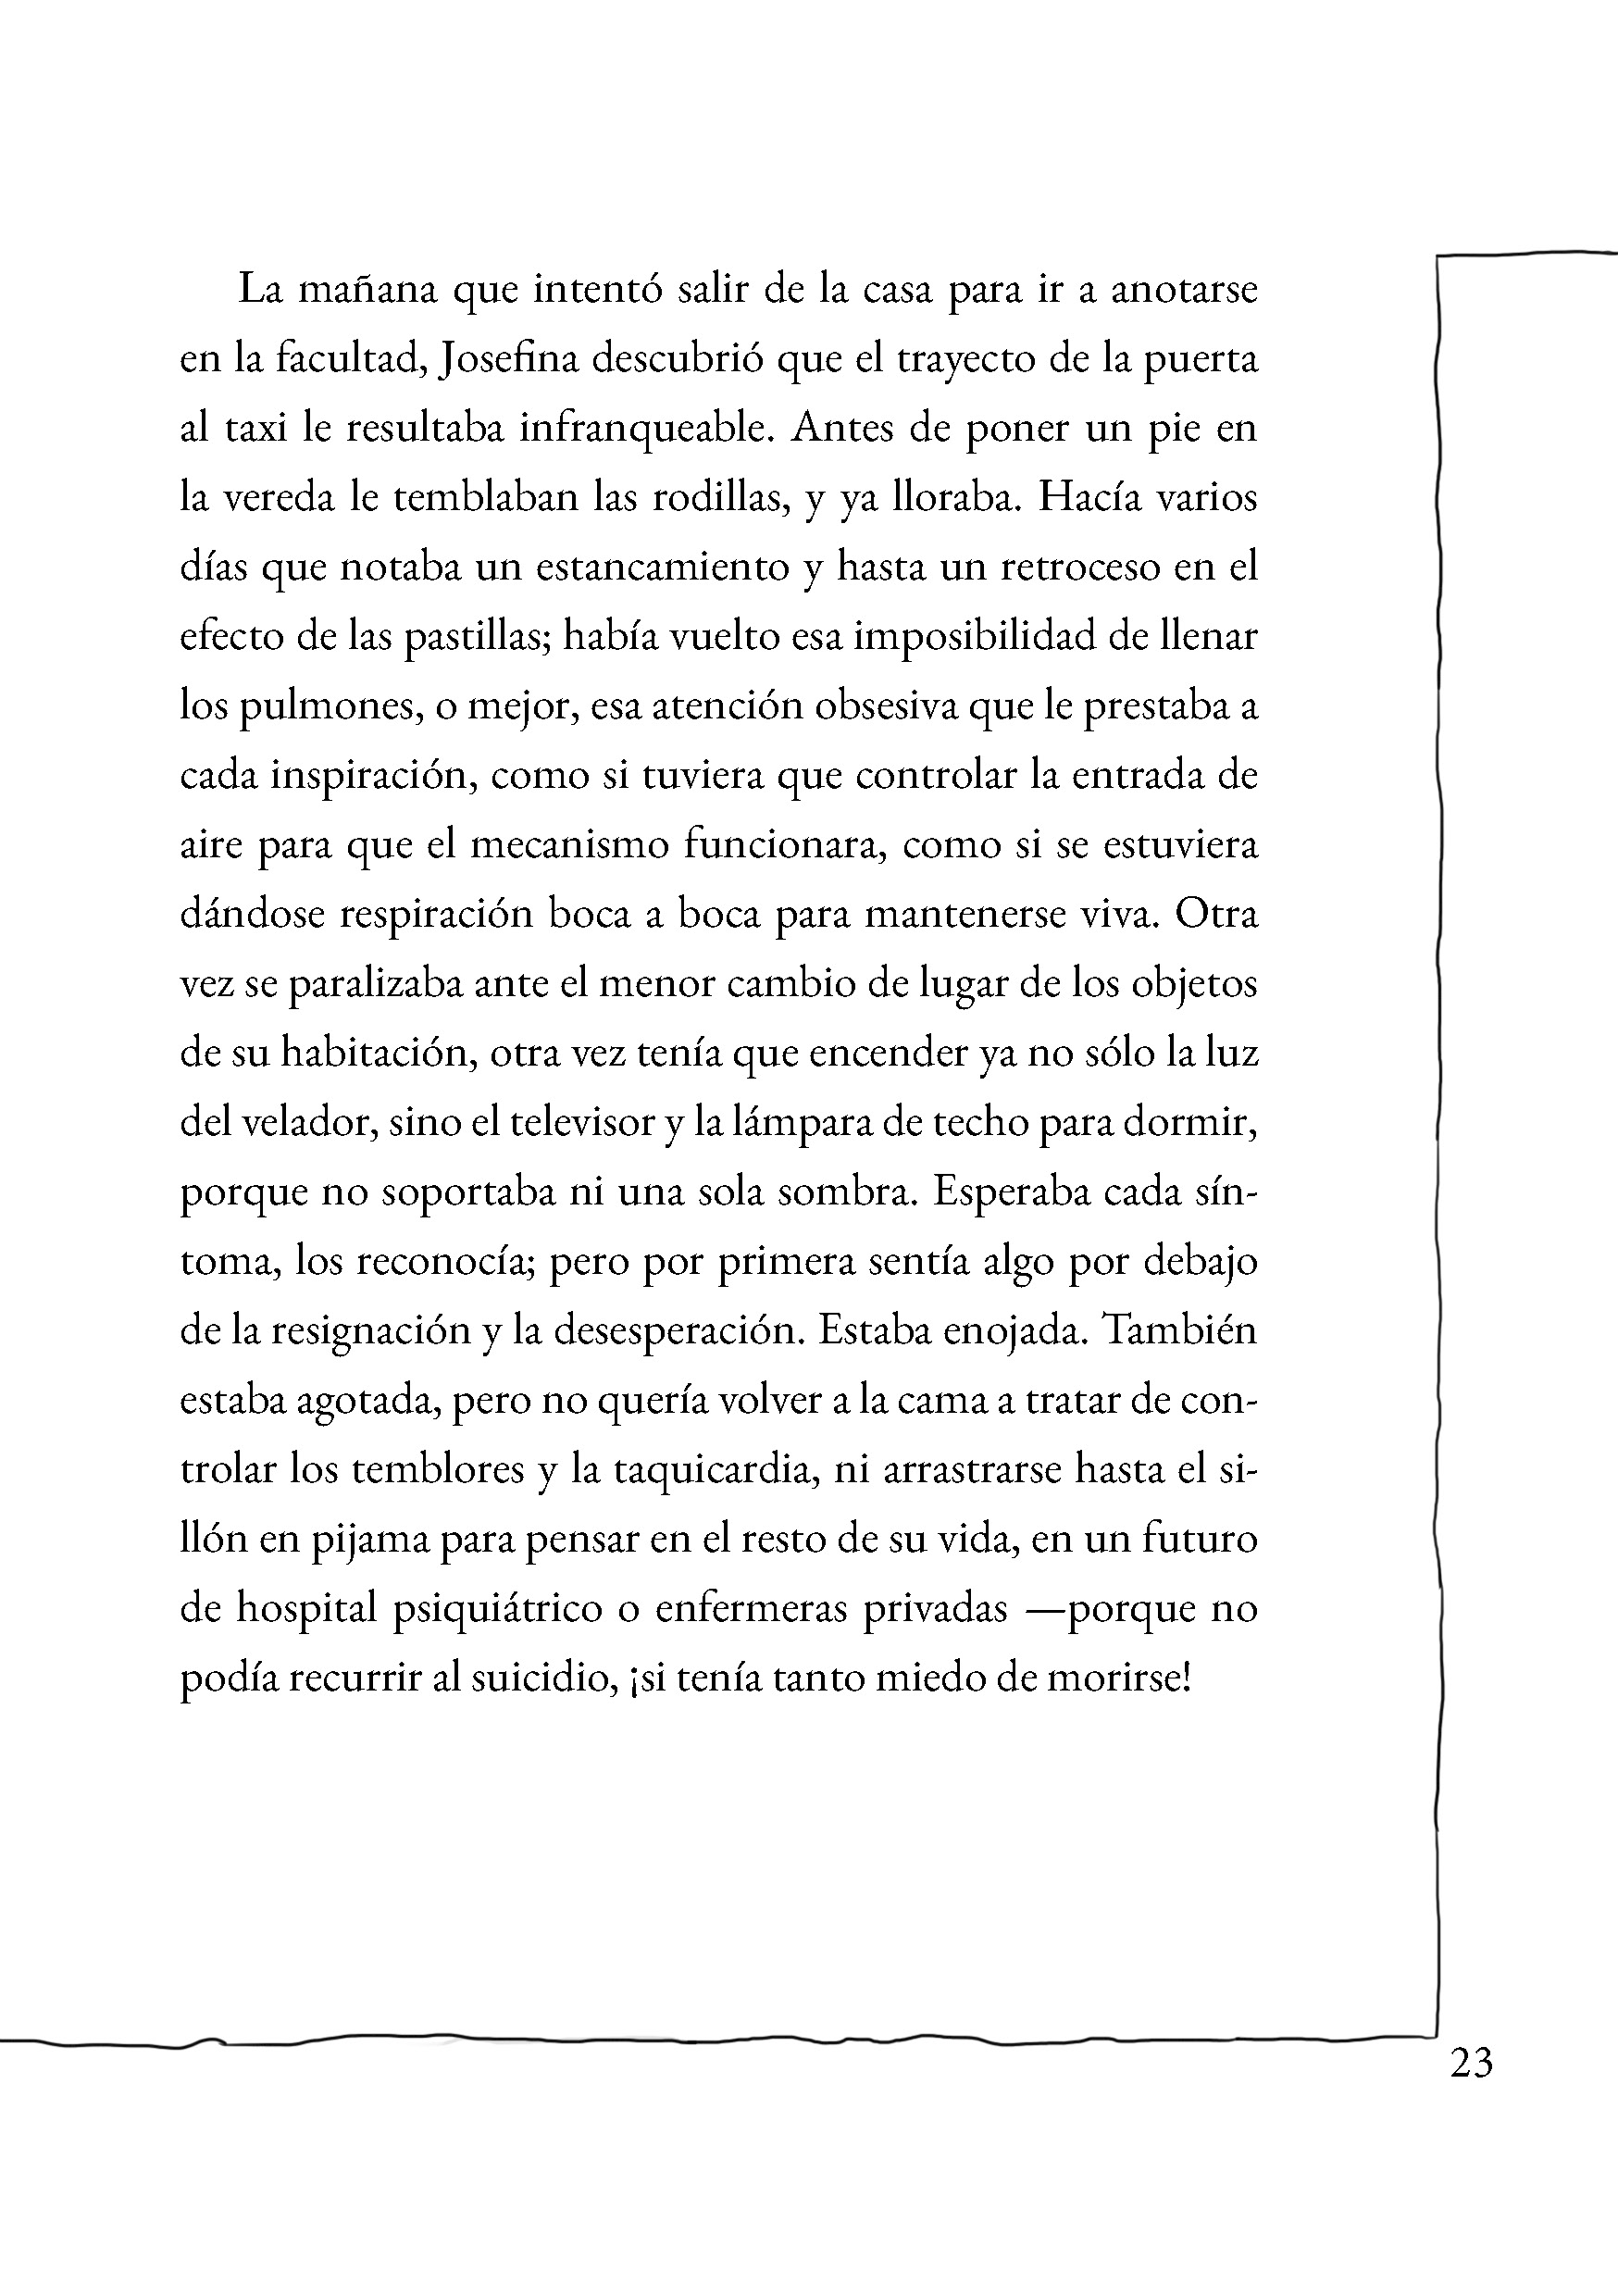 La mañana que intentó salir de la casa para ir a anotarse
en la facultad, Josefina descubrió que el trayecto de la puerta
al taxi le resultaba infranqueable. Antes de poner un pie en
la vereda le temblaban las rodillas, y ya lloraba. Hacía varios
días que notaba un estancamiento y hasta un retroceso en el
efecto de las pastillas; había vuelto esa imposibilidad de llenar
los pulmones, o mejor, esa atención obsesiva que le prestaba a
cada inspiración, como si tuviera que controlar la entrada de
aire para que el mecanismo funcionara, como si se estuviera
dándose respiración boca a boca para mantenerse viva. Otra
vez se paralizaba ante el menor cambio de lugar de los objetos
de su habitación, otra vez tenía que encender ya no sólo la luz
del velador, sino el televisor y la lámpara de techo para dormir,
porque no soportaba ni una sola sombra. Esperaba cada sín-
toma, los reconocía; pero por primera sentía algo por debajo
de la resignación y la desesperación. Estaba enojada. También
estaba agotada, pero no quería volver a la cama a tratar de con-
trolar los temblores y la taquicardia, ni arrastrarse hasta el si-
llón en pijama para pensar en el resto de su vida, en un futuro
de hospital psiquiátrico o enfermeras privadas —porque no
podía recurrir al suicidio, ¡si tenía tanto miedo de morirse!
23